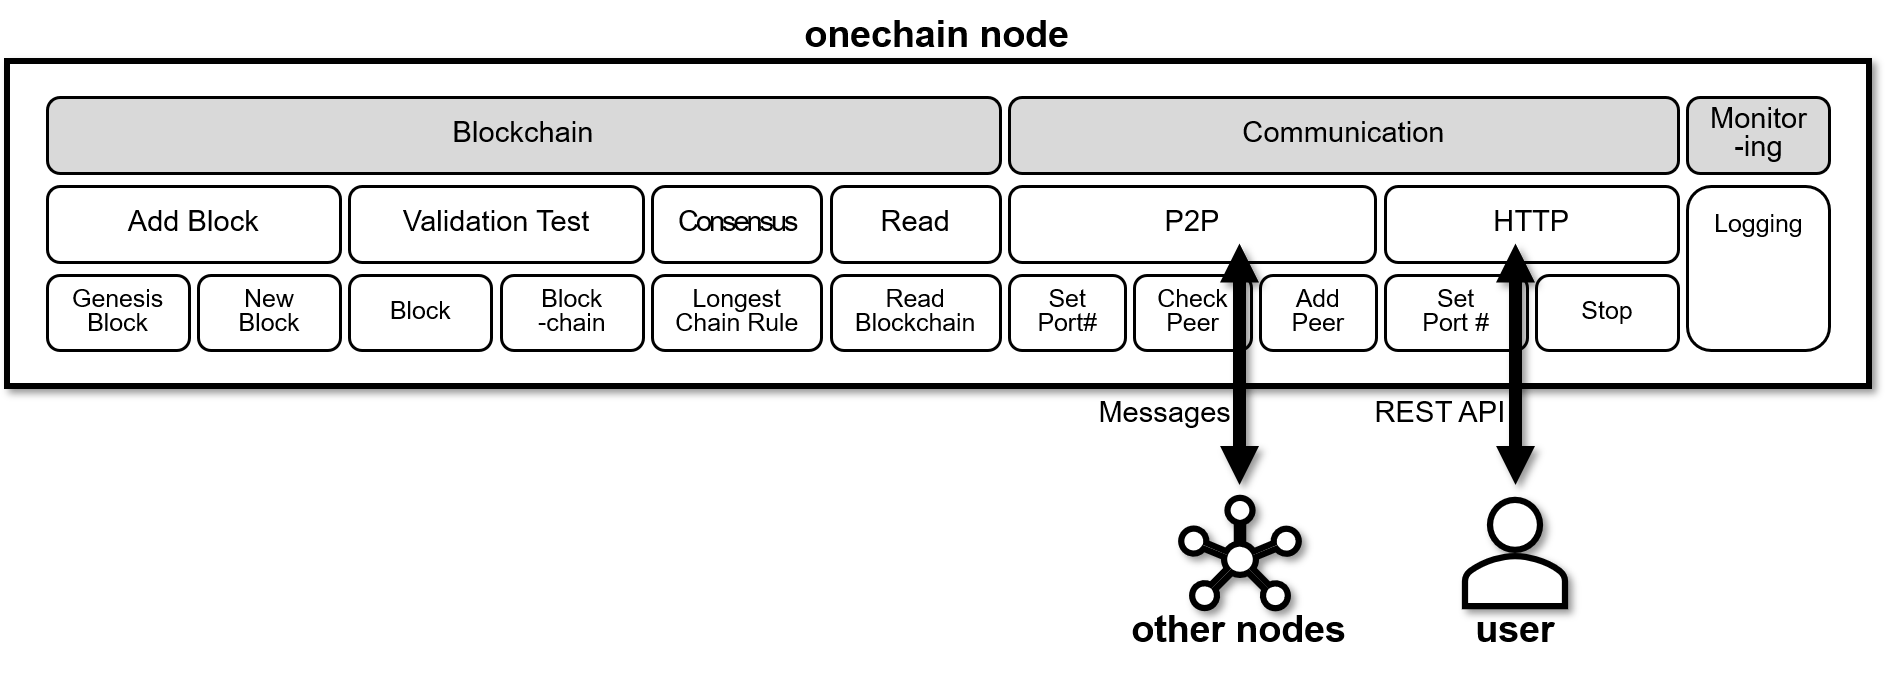 onechain node
Blockchain
Communication
Monitor
-ing
Add Block
Validation Test
Consensus
Read
P2P
HTTP
Logging
Genesis
Block
New
Block
Block
Block
-chain
Longest
Chain Rule
Read
Blockchain
Set
Port#
Check
Peer
Add
Peer
Set
Port #
Stop
Messages
REST API
other nodes
user